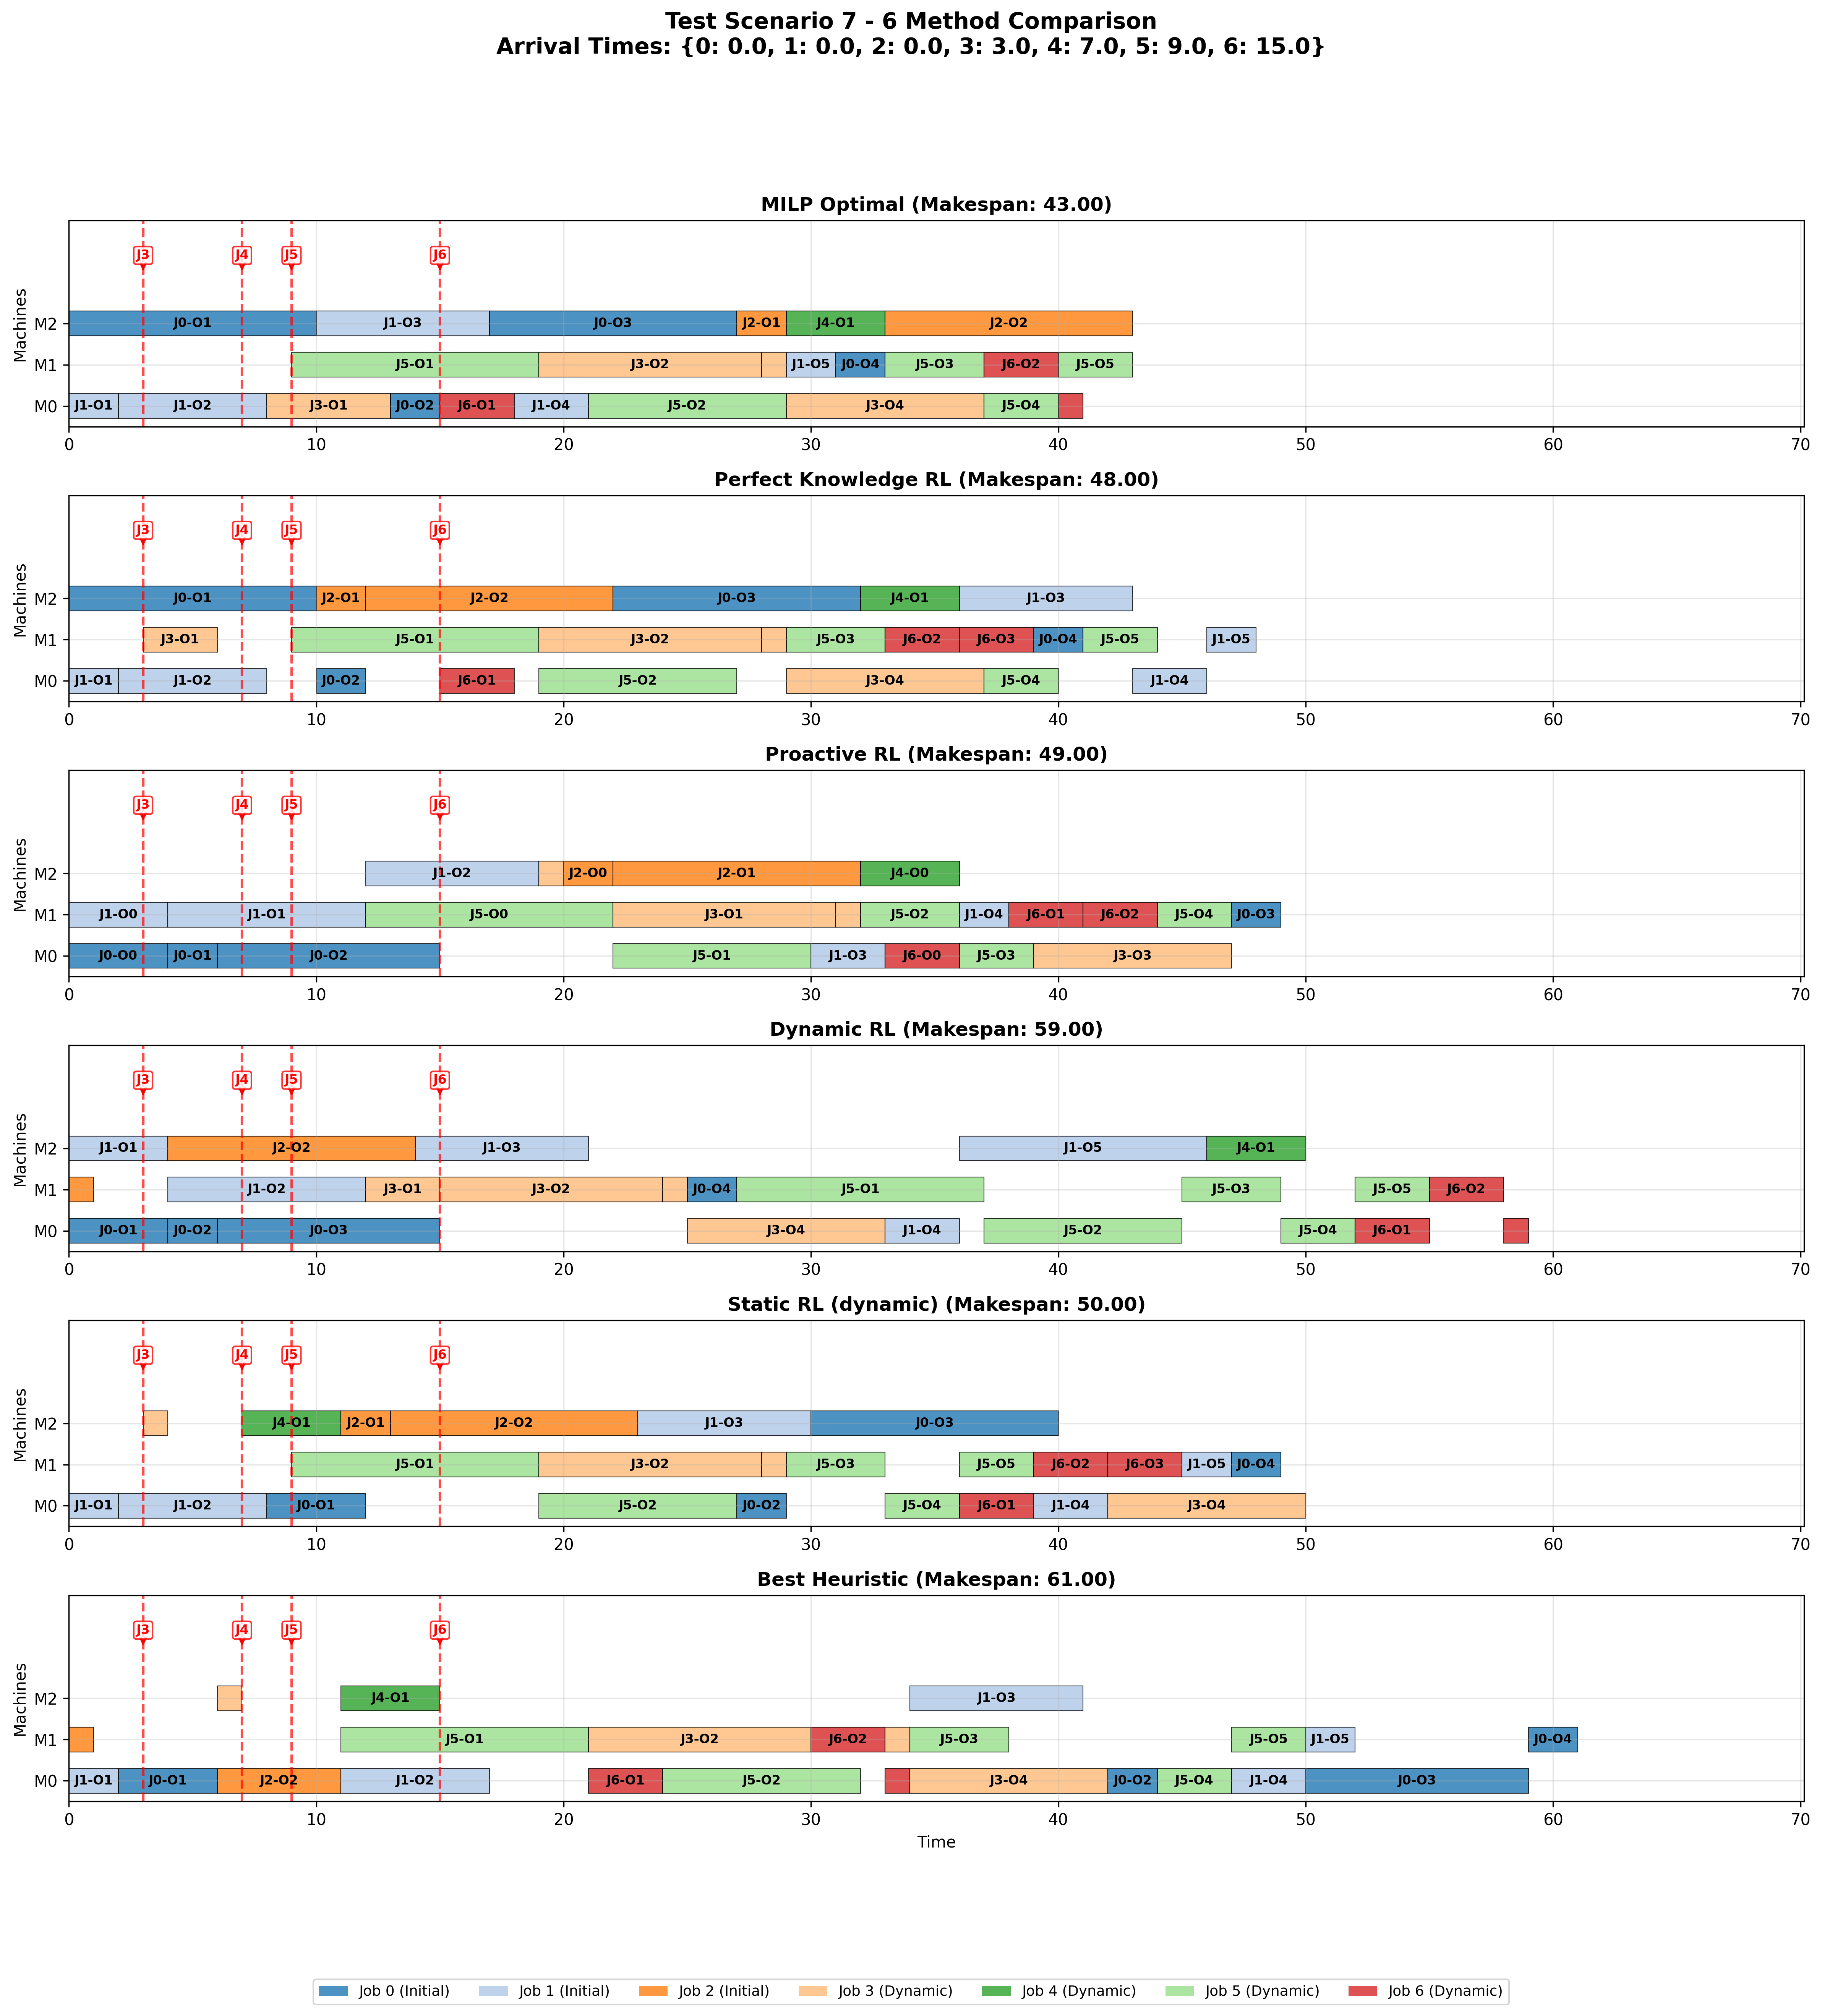 Test Scenario 7 - 6 Method Comparison
Arrival Times: {0: 0.0, 1: 0.0, 2: 0.0, 3: 3.0, 4: 7.0, 5: 9.0, 6: 15.0}
MILP Optimal (Makespan: 43.00)
J3 J4 J5 J6
Machines
M2 J0-O1 J1-O3 J0-O3 J2-O1 J4-O1 J2-O2
M1 J5-O1 J3-O2 J1-O5 J0-O4 J5-O3 J6-O2 J5-O5
M0 J1-O1 J1-O2 J3-O1 J0-O2 J6-O1 J1-O4 J5-O2 J3-O4 J5-O4
0 10 20 30 40 50 60 70
Perfect Knowledge RL (Makespan: 48.00)
J3 J4 J5 J6
Machines
M2 J0-O1 J2-O1 J2-O2 J0-O3 J4-O1 J1-O3
M1 J3-O1 J5-O1 J3-O2 J5-O3 J6-O2 J6-O3 J0-O4 J5-O5 J1-O5
M0 J1-O1 J1-O2 J0-O2 J6-O1 J5-O2 J3-O4 J5-O4 J1-O4
0 10 20 30 40 50 60 70
Proactive RL (Makespan: 49.00)
J3 J4 J5 J6
Machines
M2 J1-O2 J2-O0 J2-O1 J4-O0
M1 J1-O0 J1-O1 J5-O0 J3-O1 J5-O2 J1-O4 J6-O1 J6-O2 J5-O4 J0-O3
M0 J0-O0 J0-O1 J0-O2 J5-O1 J1-O3 J6-O0 J5-O3 J3-O3
0 10 20 30 40 50 60 70
Dynamic RL (Makespan: 59.00)
J3 J4 J5 J6
Machines
M2 J1-O1 J2-O2 J1-O3 J1-O5 J4-O1
M1 J1-O2 J3-O1 J3-O2 J0-O4 J5-O1 J5-O3 J5-O5 J6-O2
M0 J0-O1 J0-O2 J0-O3 J3-O4 J1-O4 J5-O2 J5-O4 J6-O1
0 10 20 30 40 50 60 70
Static RL (dynamic) (Makespan: 50.00)
J3 J4 J5 J6
Machines
M2 J4-O1 J2-O1 J2-O2 J1-O3 J0-O3
M1 J5-O1 J3-O2 J5-O3 J5-O5 J6-O2 J6-O3 J1-O5 J0-O4
M0 J1-O1 J1-O2 J0-O1 J5-O2 J0-O2 J5-O4 J6-O1 J1-O4 J3-O4
0 10 20 30 40 50 60 70
Best Heuristic (Makespan: 61.00)
J3 J4 J5 J6
Machines
M2 J4-O1 J1-O3
M1 J5-O1 J3-O2 J6-O2 J5-O3 J5-O5 J1-O5 J0-O4
M0 J1-O1 J0-O1 J2-O2 J1-O2 J6-O1 J5-O2 J3-O4 J0-O2 J5-O4 J1-O4 J0-O3
0 10 20 30 40 50 60 70
Time
Job 0 (Initial) Job 1 (Initial) Job 2 (Initial) Job 3 (Dynamic) Job 4 (Dynamic) Job 5 (Dynamic) Job 6 (Dynamic)